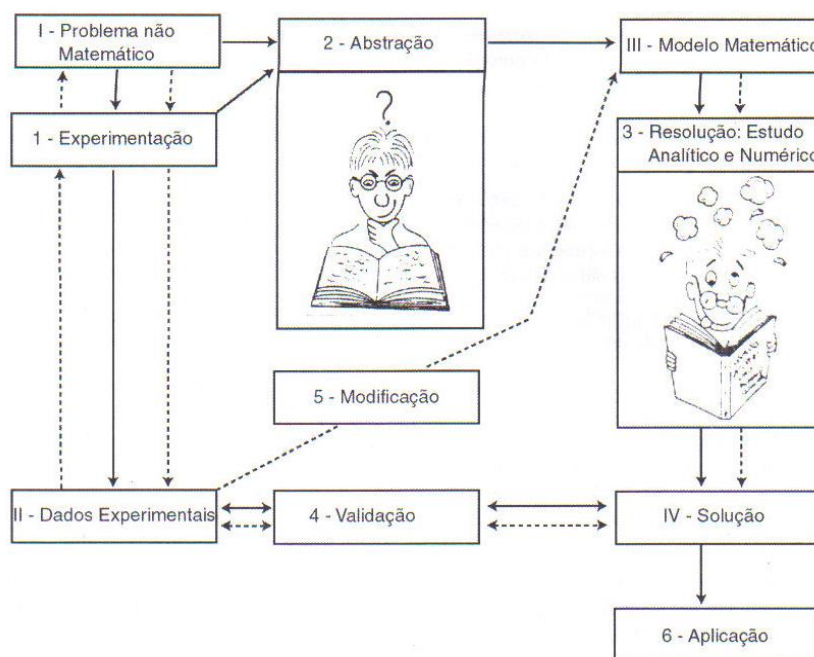 I - Problema não
Matemático
2 - Abstração
III - Modelo Matemático
1 - Experimentação
?
3 - Resolução: Estudo
Analítico e Numérico
5 - Modificação
II - Dados Experimentais
4 - Validação
IV - Solução
6 - Aplicação